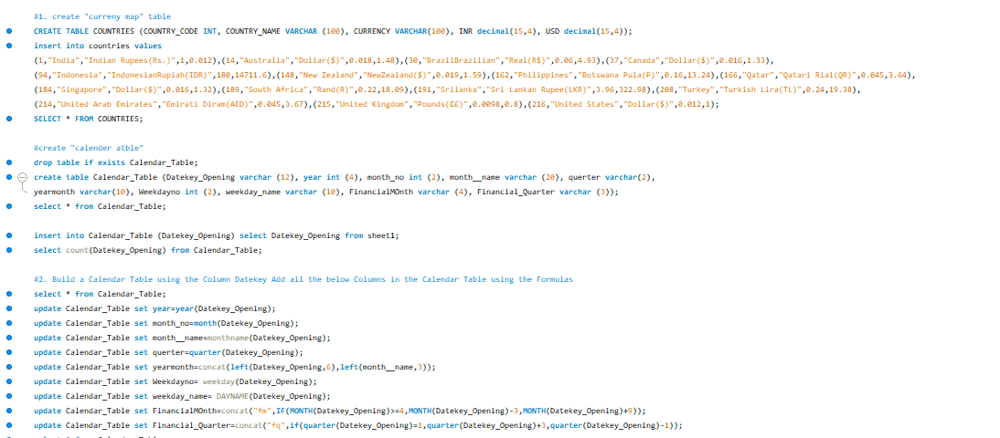 #1. create "curreny map" table
CREATE TABLE COUNTRIES (COUNTRY_CODE INT, COUNTRY_NAME VARCHAR (100), CURRENCY VARCHAR(100), INR decimal(15,4), USD decimal(15,4));
insert into countries values
(1,"India","Indian Rupees(Rs.)",1,0.012),(14,"Australia","Dollar($)",0.018,1.48),(30,"BrazilBrazilian","Real(R$)",0.06,4.93),(37,"Canada","Dollar($)",0.016,1.33),
(94,"Indonesia","IndonesianRupiah(IDR)",180,14711.6),(148,"New Zealand","NewZealand($)",0.019,1.59),(162,"Philippines","Botswana Pula(P)",0.16,13.24),(166,"Qatar","Qatari Rial(QR)",0.045,3.64),
(184,"Singapore","Dollar($)",0.016,1.32),(189,"South Africa","Rand(R)",0.22,18.09),(191,"Srilanka","Sri Lankan Rupee(LKR)",3.96,322.98),(208,"Turkey","Turkish Lira(TL)",0.24,19.38),
(214,"United Arab Emirates","Emirati Diram(AED)",0.045,3.67),(215,"United Kingdom","Pounds(££)",0.0098,0.8),(216,"United States","Dollar($)",0.012,1);
SELECT * FROM COUNTRIES;
#create "calender atble"
drop table if exists Calendar_Table;
create table Calendar_Table (Datekey_Opening varchar (12), year int (4), month_no int (2), month__name varchar (20), querter varchar(2),
yearmonth varchar(10), Weekdayno int (2), weekday_name varchar (10), FinancialMOnth varchar (4), Financial_Quarter varchar (3));
select * from Calendar_Table;
insert into Calendar_Table (Datekey_Opening) select Datekey_Opening from sheet1;
select count(Datekey_Opening) from Calendar_Table;
#2. Build a Calendar Table using the Column Datekey Add all the below Columns in the Calendar Table using the Formulas
select * from Calendar_Table;
update Calendar_Table set year=year(Datekey_Opening);
update Calendar_Table set month_no=month(Datekey_Opening);
update Calendar_Table set month__name=monthname(Datekey_Opening);
update Calendar_Table set querter=quarter(Datekey_Opening);
update Calendar_Table set yearmonth=concat(left(Datekey_Opening,6),left(month__name,3));
update Calendar_Table set Weekdayno= weekday(Datekey_Opening);
update Calendar_Table set weekday_name= DAYNAME(Datekey_Opening);
update Calendar_Table set FinancialMOnth=concat("fm",IF(MONTH(Datekey_Opening)>=4,MONTH(Datekey_Opening)-3,MONTH(Datekey_Opening)+9));
update Calendar_Table set Financial_Quarter=concat("fq",if(quarter(Datekey_Opening)=1,quarter(Datekey_Opening)+3,quarter(Datekey_Opening)-1));